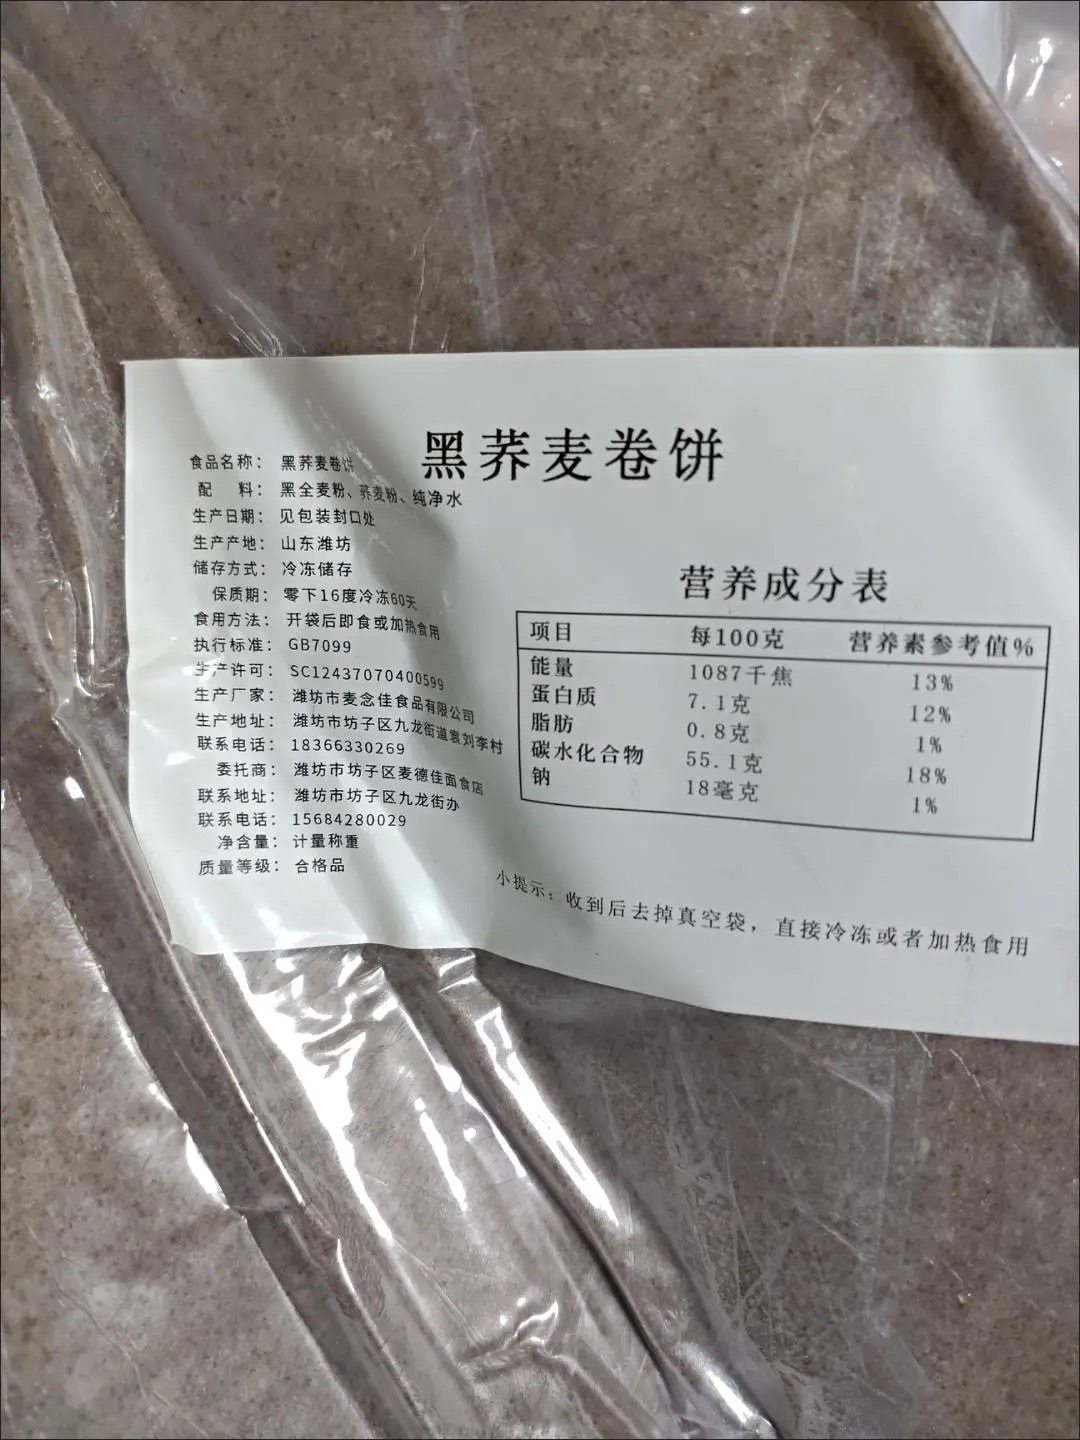 黑荞麦卷饼
食品名称： 黑荞麦卷饼
配 料： 黑全麦粉、荞麦粉、纯净水
生产日期： 见包装封口处
生产产地： 山东潍坊
储存方式： 冷冻储存
保质期： 零下16度冷冻60天
食用方法： 开袋后即食或加热食用
执行标准： GB7099
生产许可： SC12437070400599
生产厂家： 潍坊市麦念佳食品有限公司
生产地址： 潍坊市坊子区九龙街道寰刘李村
联系电话： 18366330269
委托商： 潍坊市坊子区麦德佳面食店
联系地址： 潍坊市坊子区九龙街办
联系电话： 15684280029
净含量： 计量称重
质量等级： 合格品
营养成分表
项目 每100克 营养素参考值%
能量 1087千焦 13%
蛋白质 7.1克 12%
脂肪 0.8克 1%
碳水化合物 55.1克 18%
钠 18毫克 1%
小提示：收到后去掉真空袋，直接冷冻或者加热食用